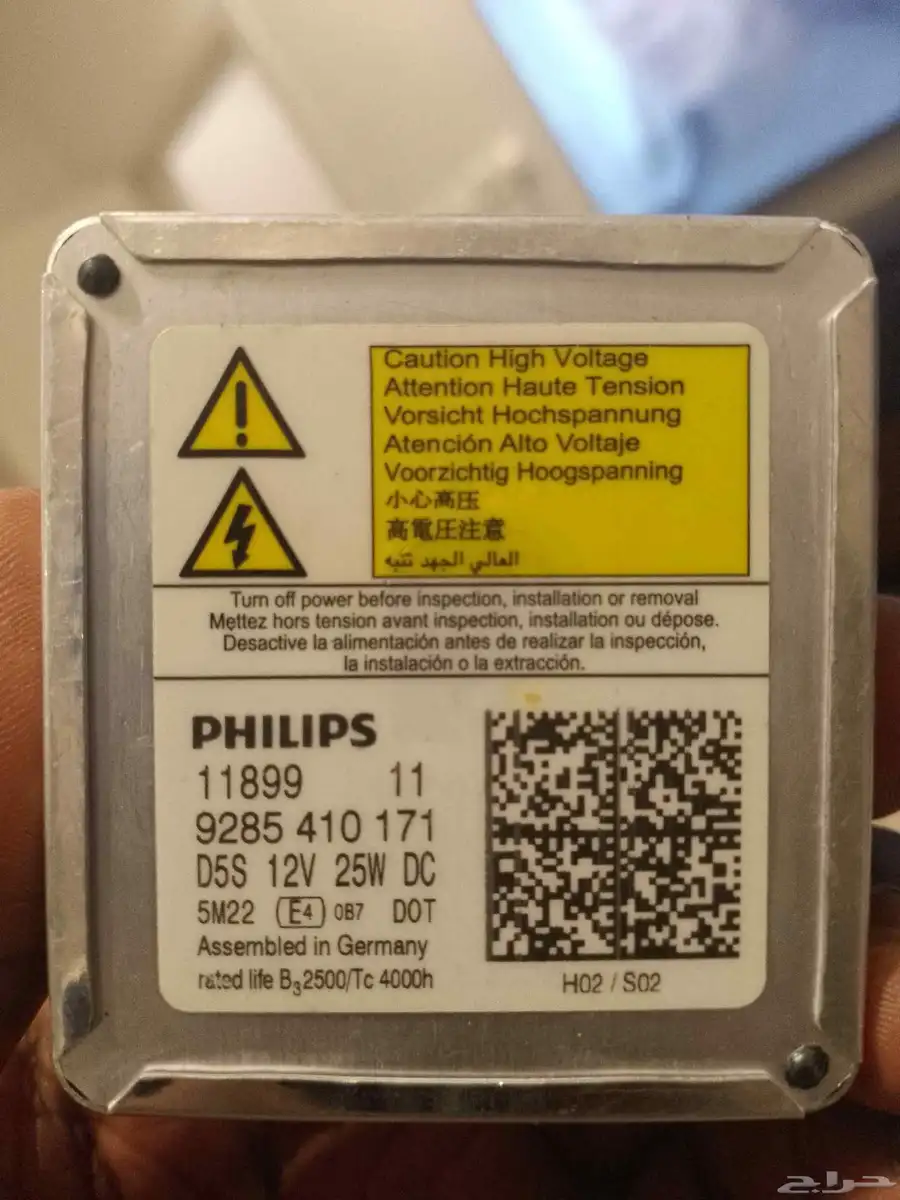 Caution High Voltage
Attention Haute Tension
Vorsicht Hochspannung
Atención Alto Voltaje
Voorzichtig Hoogspanning
小心高压
高電圧注意
العالي الجهد تنبه
Turn off power before inspection, installation or removal
Mettez hors tension avant inspection, installation ou dépose.
Desactive la alimentación antes de realizar la inspección,
la instalación o la extracción.
PHILIPS
11899 11
9285 410 171
D5S 12V 25W DC
5M22 E4 0B7 DOT
Assembled in Germany
rated life B3 2500/Tc 4000h
H02 / S02
حراج